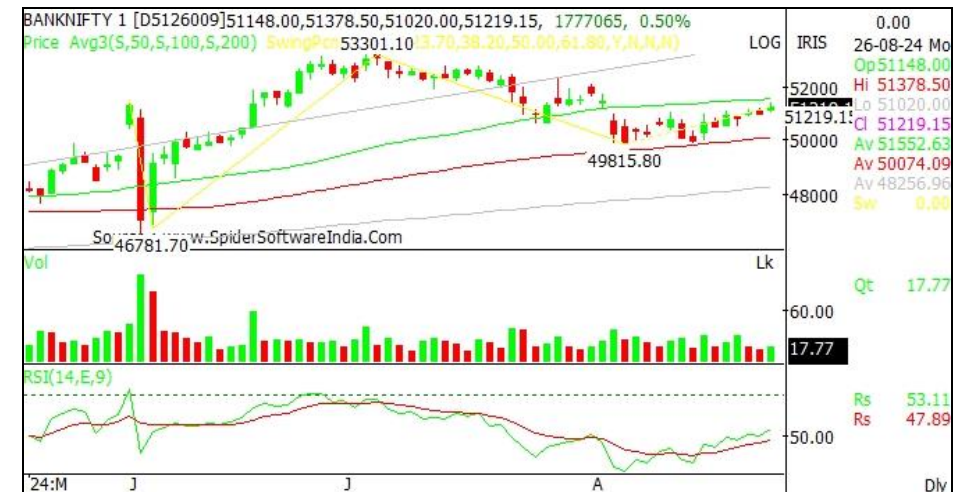 BANKNIFTY 1 [D5126009]51148.00,51378.50,51020.00,51219.15, 1777065, 0.50%
Price Avg3(S,50,S,100,S,200) 3.70,38.20,50.00,61.80,Y,N,N,N)
53301.10
LOG
IRIS
0.00
26-08-24 Mo
Op 51148.00
Hi 51378.50
Lo 51020.00
Cl 51219.15
Av 51552.63
Av 50074.09
Av 48256.96
Sw 0.00
52000
51219.15
50000
48000
49815.80
46781.70
w.SpiderSoftwareIndia.Com
Vol
Lk
60.00
17.77
Qt 17.77
RSI(14,E,9)
50.00
Rs 53.11
Rs 47.89
'24:M J J A
Dly